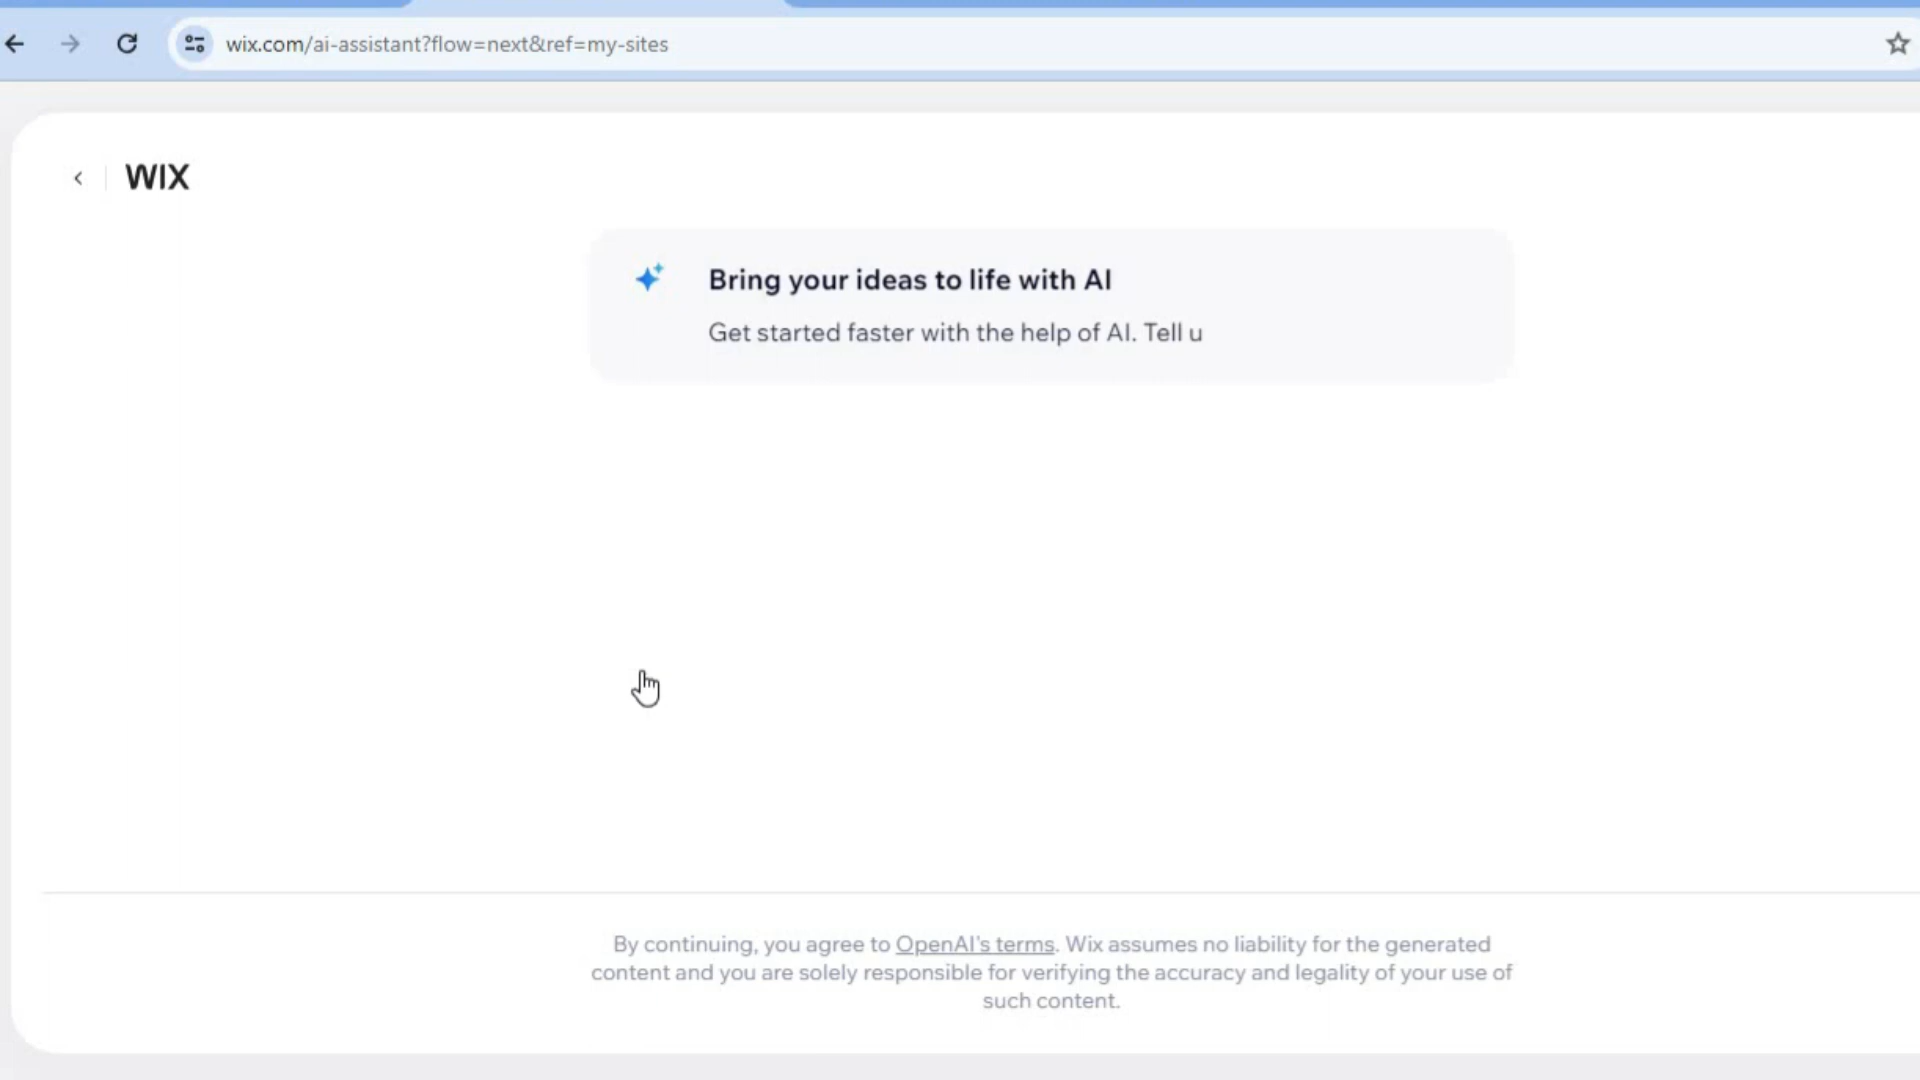 wix.com/ai-assistant?flow=next&ref=my-sites
WIX
Bring your ideas to life with AI
Get started faster with the help of AI. Tell u
By continuing, you agree to OpenAI's terms. Wix assumes no liability for the generated
content and you are solely responsible for verifying the accuracy and legality of your use of
such content.